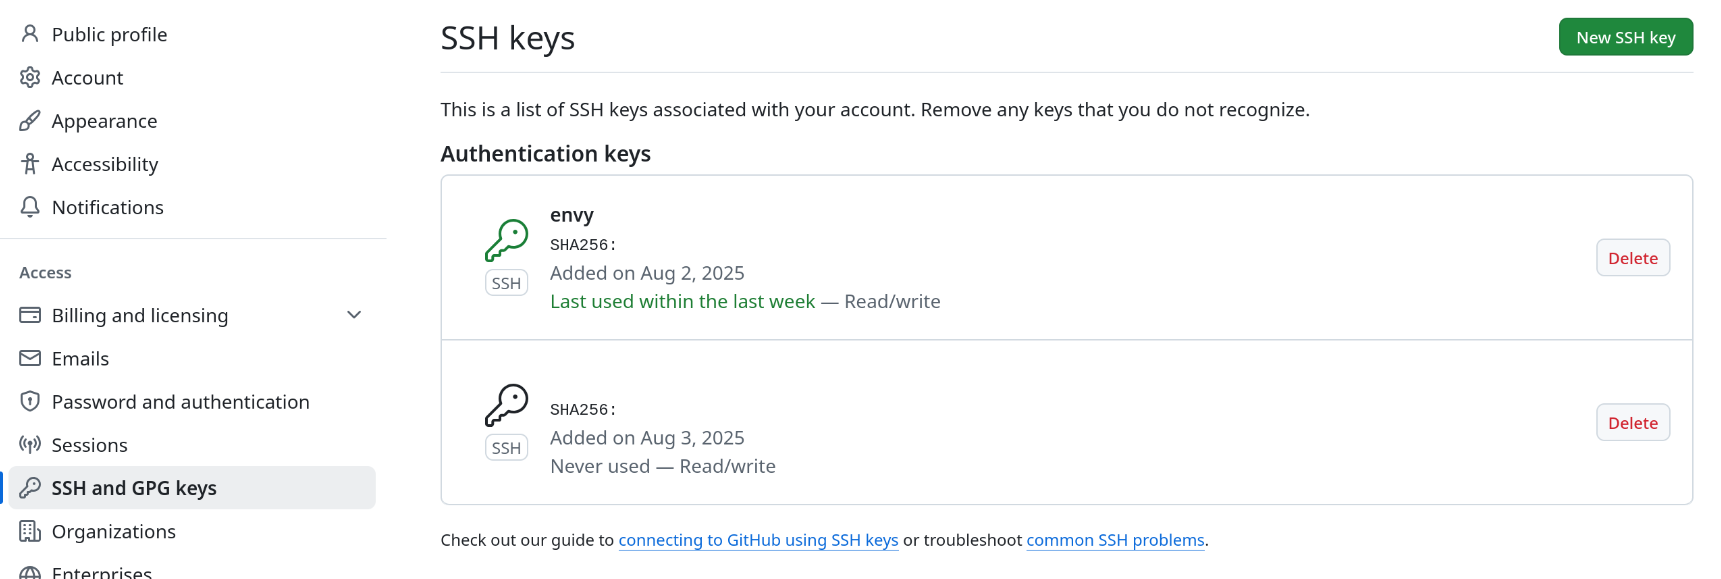 Public profile
Account
Appearance
Accessibility
Notifications
Access
Billing and licensing
Emails
Password and authentication
Sessions
SSH and GPG keys
Organizations
Enterprises
SSH keys
New SSH key
This is a list of SSH keys associated with your account. Remove any keys that you do not recognize.
Authentication keys
envy
SHA256:
Added on Aug 2, 2025
Last used within the last week — Read/write
SSH
Delete
SHA256:
Added on Aug 3, 2025
Never used — Read/write
SSH
Delete
Check out our guide to connecting to GitHub using SSH keys or troubleshoot common SSH problems.